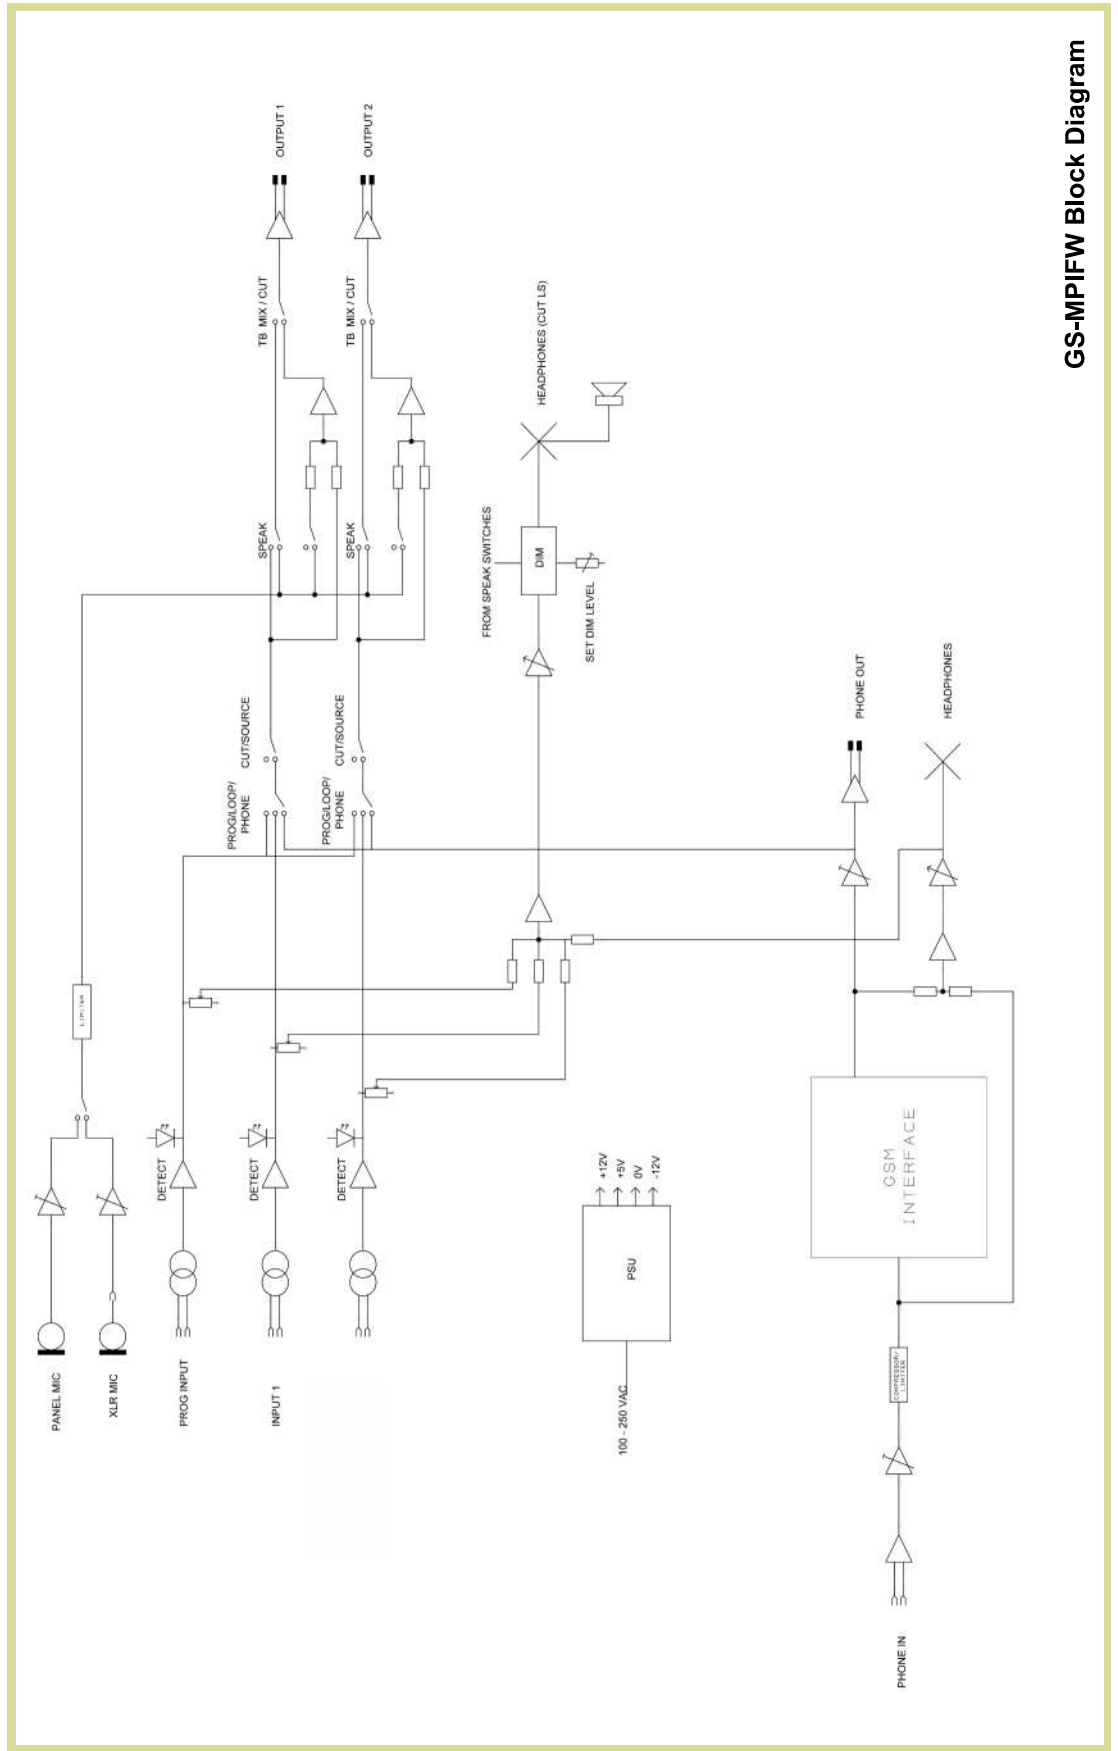 GS-MPIFW Block Diagram
PANEL MIC
XLR MIC
LIMITER
PROG INPUT
DETECT
INPUT 1
DETECT
DETECT
PROG/LOOP/
PHONE
CUT/SOURCE
PROG/LOOP/
PHONE
CUT/SOURCE
SPEAK
SPEAK
TB MIX / CUT
TB MIX / CUT
OUTPUT 1
OUTPUT 2
FROM SPEAK SWITCHES
DIM
SET DIM LEVEL
HEADPHONES (CUT LS)
100 - 250 VAC
PSU
+12V
+5V
0V
-12V
PHONE IN
COMPRESSOR/
LIMITER
GSM
INTERFACE
PHONE OUT
HEADPHONES